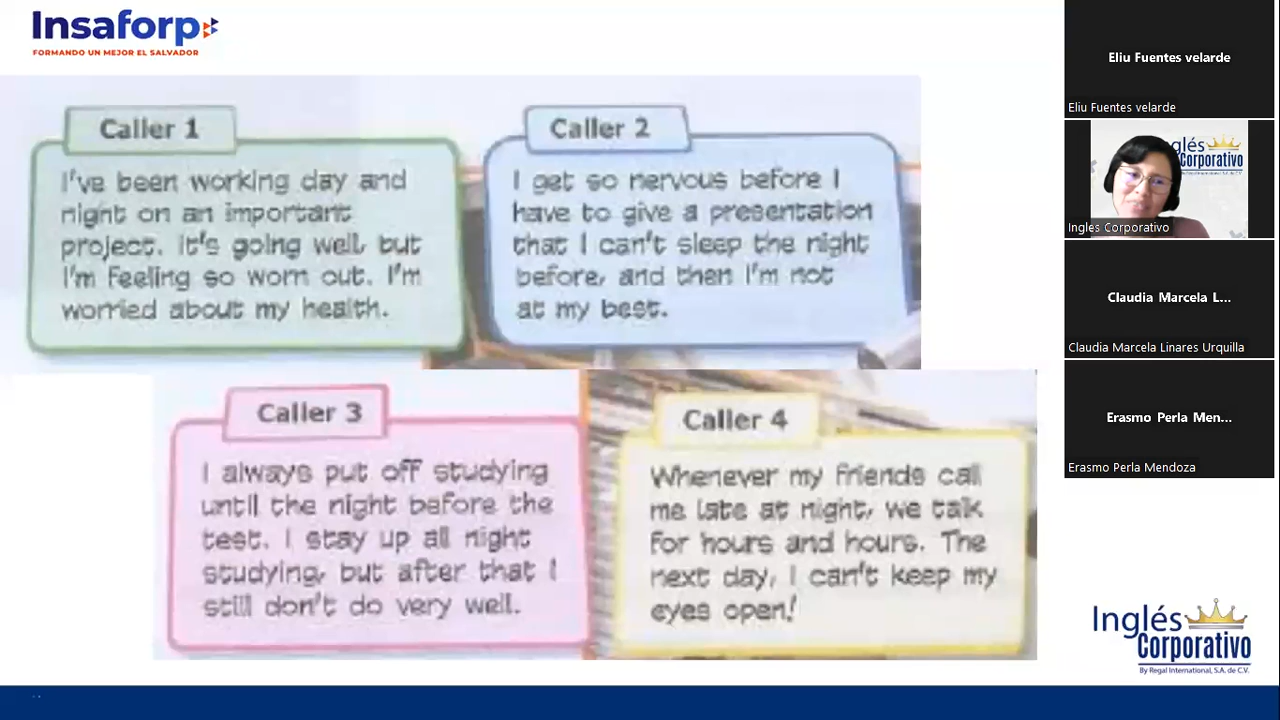 Insaforp
FORMANDO UN MEJOR EL SALVADOR
Caller 1
I've been working day and
night on an important
project. It's going well, but
I'm feeling so worn out. I'm
worried about my health.
Caller 2
I get so nervous before I
have to give a presentation
that I can't sleep the night
before, and then I'm not
at my best.
Caller 3
I always put off studying
until the night before the
test. I stay up all night
studying, but after that I
still don't do very well.
Caller 4
Whenever my friends call
me late at night, we talk
for hours and hours. The
next day, I can't keep my
eyes open!
Eliu Fuentes velarde
Eliu Fuentes velarde
glés
Corporativo
Inglés Corporativo
Claudia Marcela L...
Claudia Marcela Linares Urquilla
Erasmo Perla Men...
Erasmo Perla Mendoza
Inglés
Corporativo
By Regal International, S.A. de C.V.